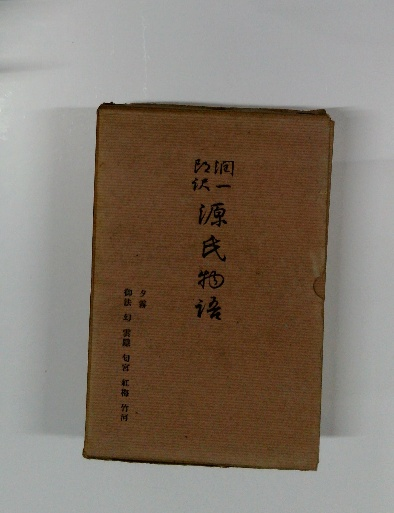 潤一
郎訳
源氏物語
夕霧
御法 幻 雲隠 匂宮 紅梅 竹河